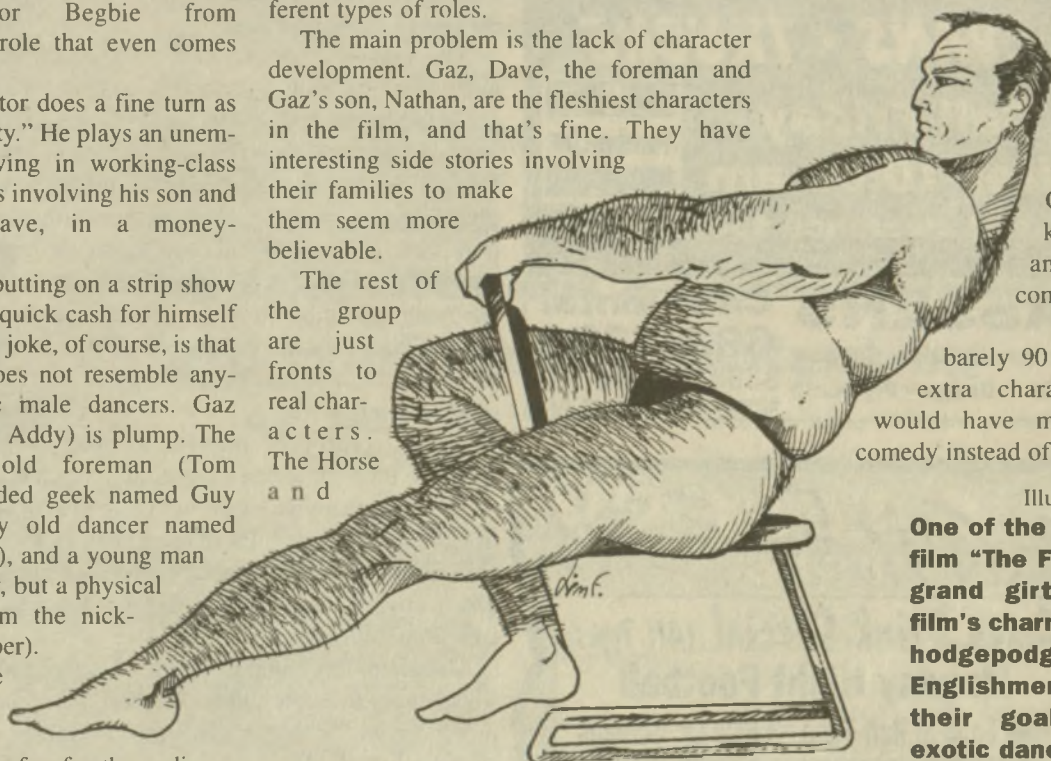 or Begbie from
role that even comes
tor does a fine turn as
ty." He plays an unem-
ving in working-class
s involving his son and
ave, in a money-
putting on a strip show
quick cash for himself
joke, of course, is that
oes not resemble any-
male dancers. Gaz
Addy) is plump. The
old foreman (Tom
ded geek named Guy
y old dancer named
), and a young man
, but a physical
m the nick-
per).
ferent types of roles.
The main problem is the lack of character
development. Gaz, Dave, the foreman and
Gaz's son, Nathan, are the fleshiest characters
in the film, and that's fine. They have
interesting side stories involving
their families to make
them seem more
believable.
The rest of
the group
are just
fronts to
real char-
acters.
The Horse
and
k
an
con
barely 90
extra chara
would have m
comedy instead of
Illu
One of the
film "The F
grand girt
film's charm
hodgepodg
Englishmen
their goal
exotic danc